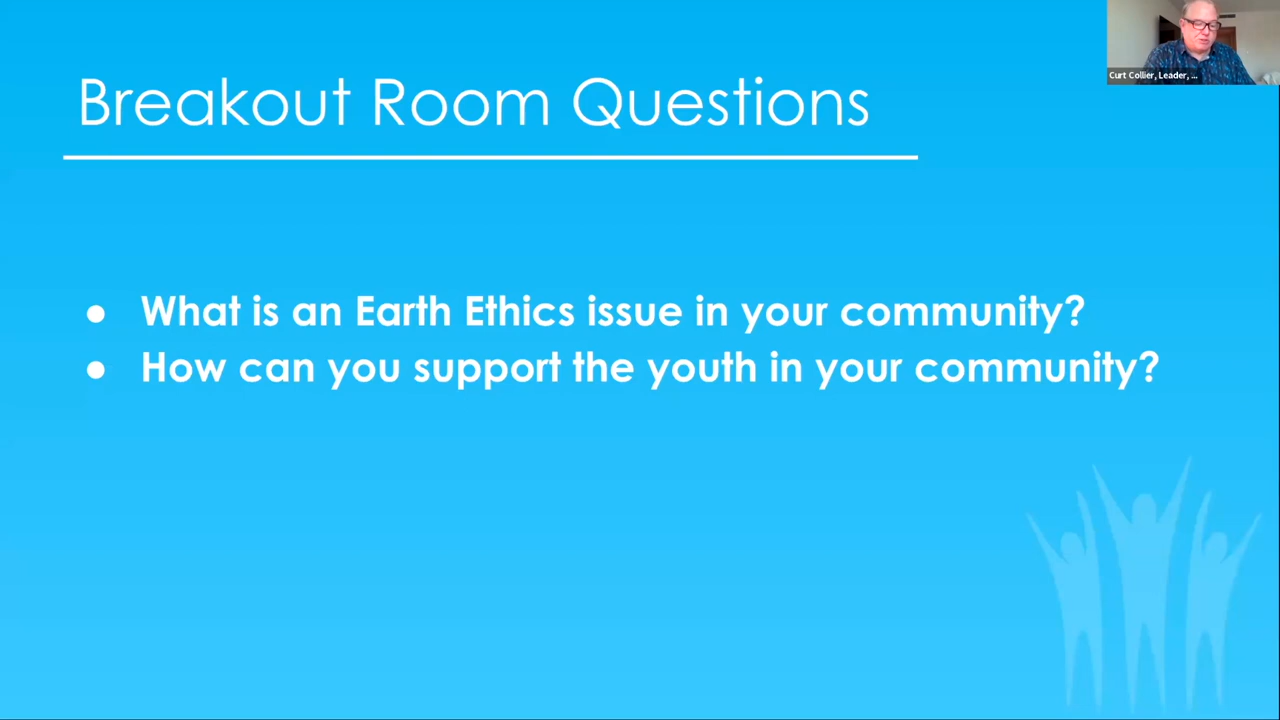 Curt Collier, Leader, ...
Breakout Room Questions
● What is an Earth Ethics issue in your community?
● How can you support the youth in your community?